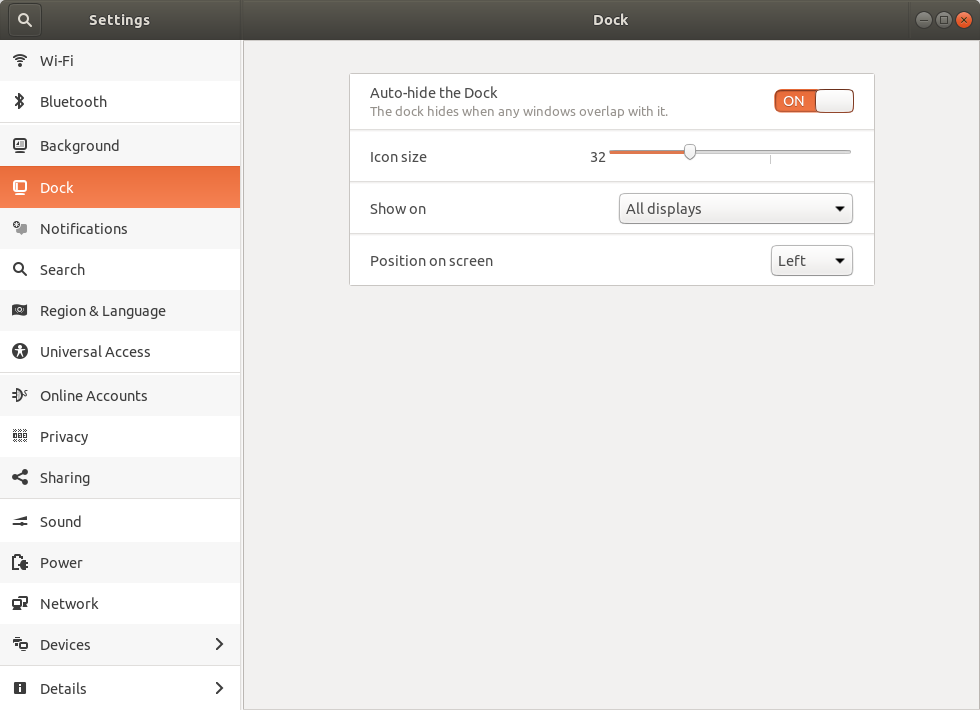 Settings
Dock
Wi-Fi
Bluetooth
Background
Dock
Notifications
Search
Region & Language
Universal Access
Online Accounts
Privacy
Sharing
Sound
Power
Network
Devices
Details
Auto-hide the Dock
ON
The dock hides when any windows overlap with it.
Icon size
32
Show on
All displays
Position on screen
Left